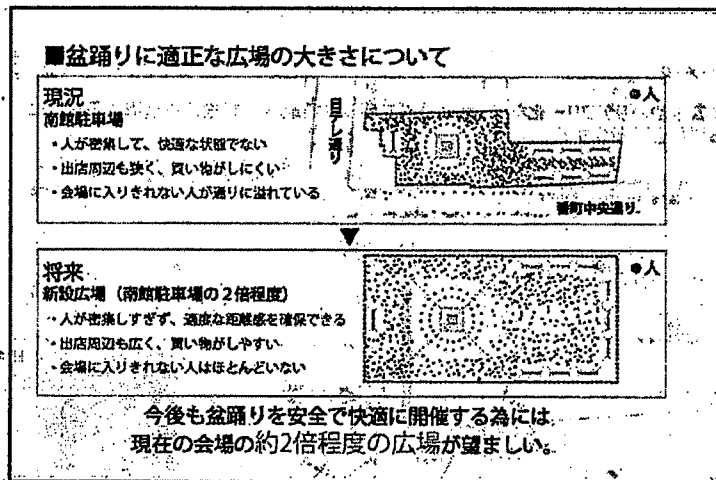 ■盆踊りに適正な広場の大きさについて
現況
南館駐車場
・人が密集して、快適な状態でない
・出店周辺も狭く、買い物がしにくい
・会場に入りきれない人が通りに溢れている
日テレ通り
●人
番町中央通り
▼
将来
新設広場（南館駐車場の2倍程度）
・人が密集しすぎず、適度な距離感を確保できる
・出店周辺も広く、買い物がしやすい
・会場に入りきれない人はほとんどいない
●人
今後も盆踊りを安全で快適に開催する為には
現在の会場の約2倍程度の広場が望ましい。